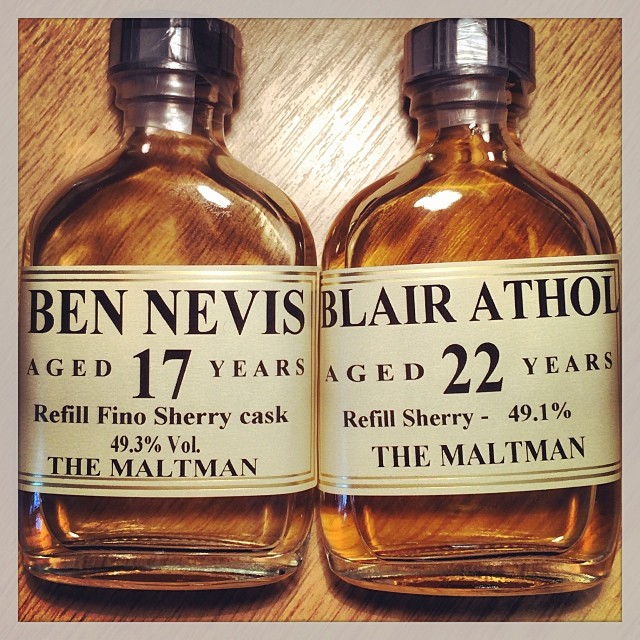 BEN NEVIS
AGED 17 YEARS
Refill Fino Sherry cask
49.3% Vol.
THE MALTMAN
BLAIR ATHOL
AGED 22 YEARS
Refill Sherry - 49.1%
THE MALTMAN